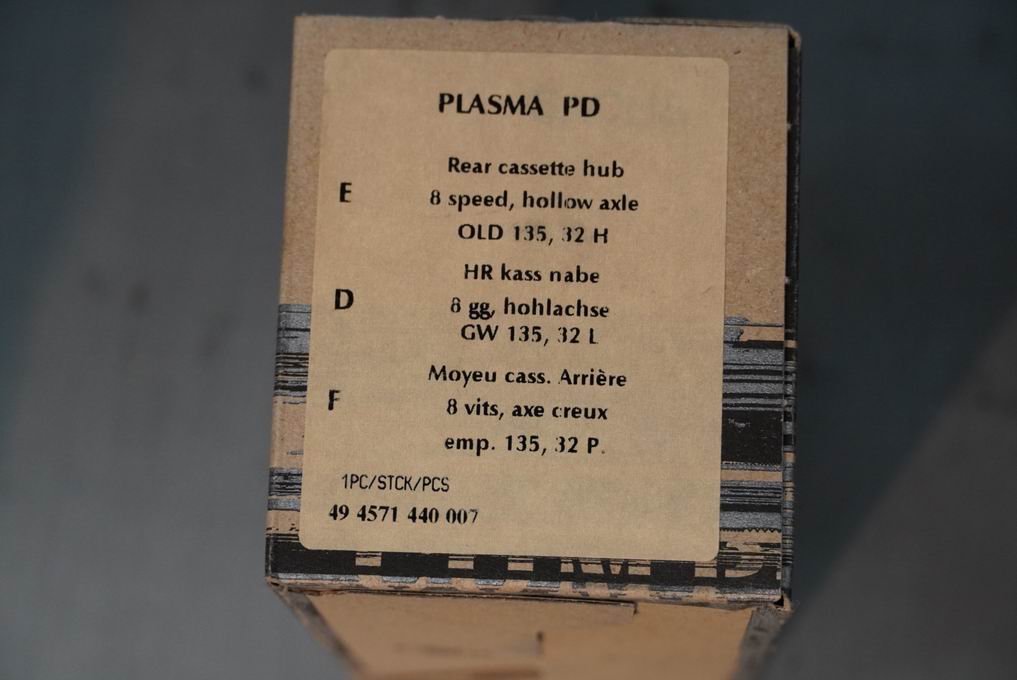 PLASMA PD
Rear cassette hub
E
8 speed, hollow axle
OLD 135, 32 H
HR kass nabe
D
8 gg, hohlachse
GW 135, 32 L
Moyeu cass. Arrière
F
8 vits, axe creux
emp. 135, 32 P.
1PC/STCK/PCS
49 4571 440 007